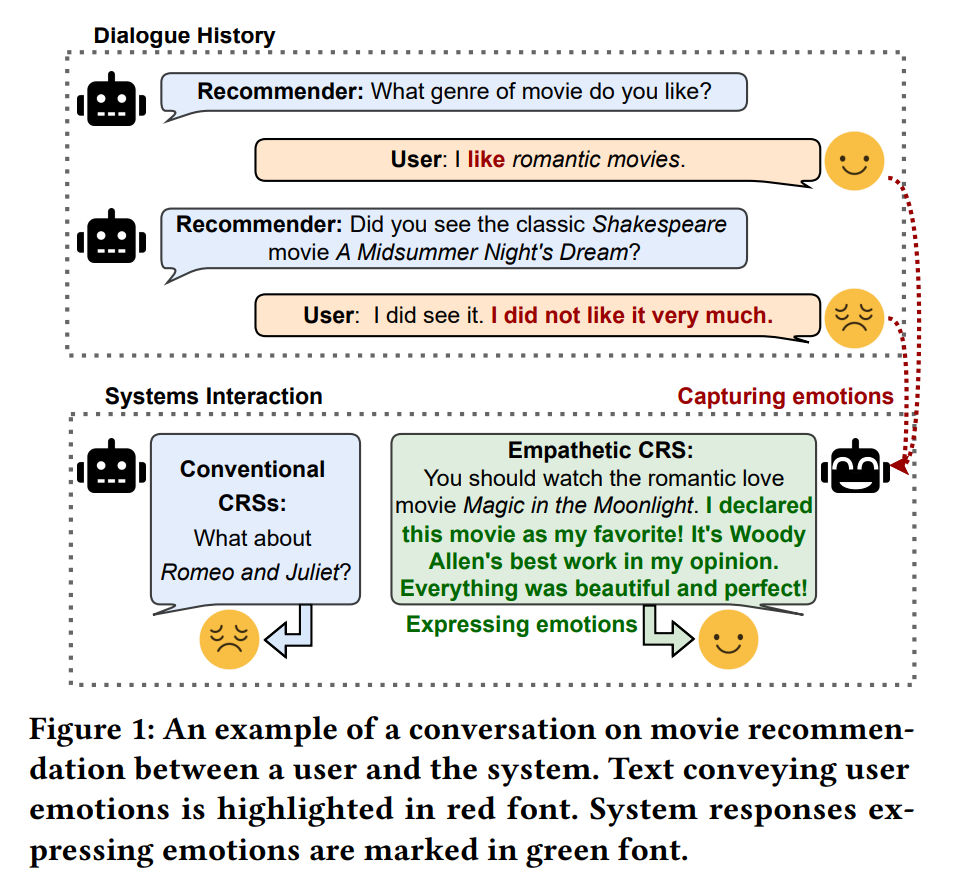 Dialogue History
Recommender: What genre of movie do you like?
User: I like romantic movies.
Recommender: Did you see the classic Shakespeare
movie A Midsummer Night's Dream?
User: I did see it. I did not like it very much.
Systems Interaction
Capturing emotions
Conventional
CRSs:
What about
Romeo and Juliet?
Empathetic CRS:
You should watch the romantic love
movie Magic in the Moonlight. I declared
this movie as my favorite! It's Woody
Allen's best work in my opinion.
Everything was beautiful and perfect!
Expressing emotions
Figure 1: An example of a conversation on movie recommen-
dation between a user and the system. Text conveying user
emotions is highlighted in red font. System responses ex-
pressing emotions are marked in green font.